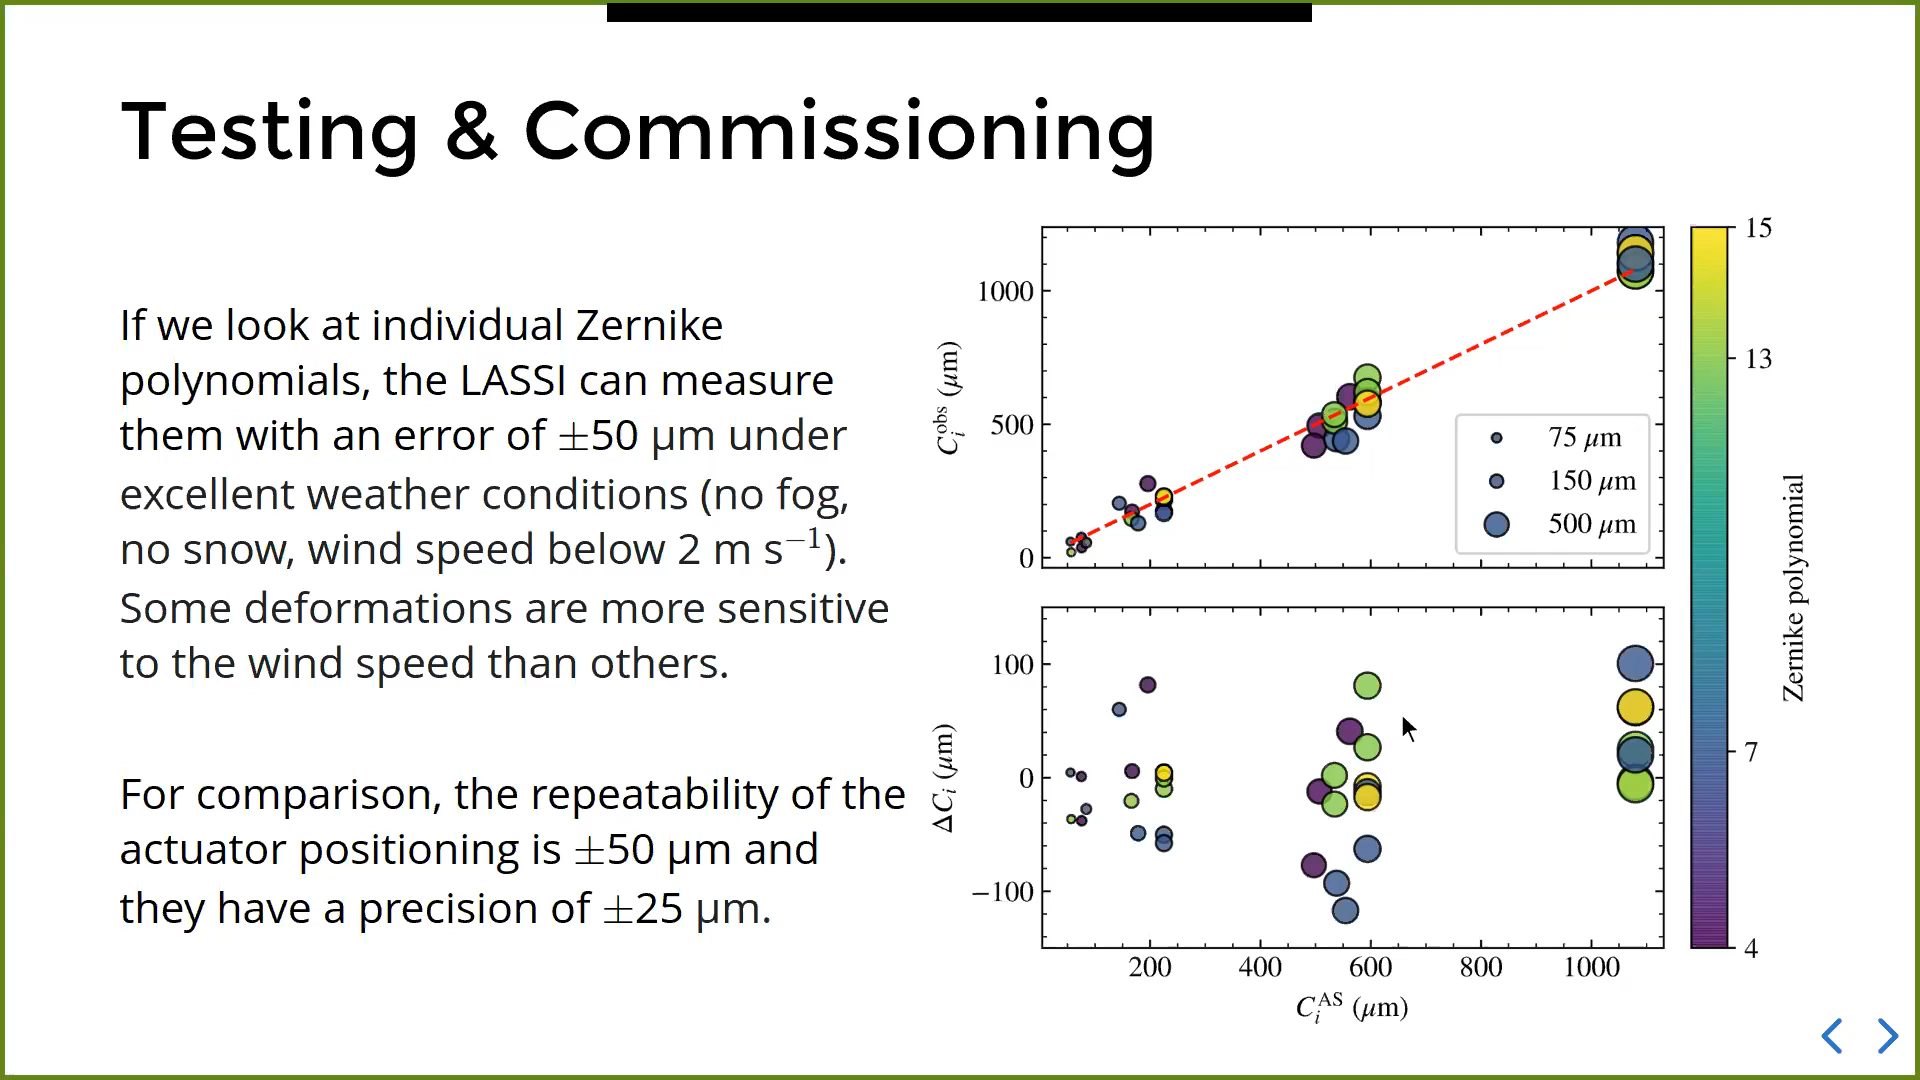 Testing & Commissioning
If we look at individual Zernike
polynomials, the LASSI can measure
them with an error of ±50 μm under
excellent weather conditions (no fog,
no snow, wind speed below 2 m s⁻¹).
Some deformations are more sensitive
to the wind speed than others.
For comparison, the repeatability of the
actuator positioning is ±50 μm and
they have a precision of ±25 μm.
C_i^obs (μm)
1000
500
0
75 μm
150 μm
500 μm
ΔC_i (μm)
100
0
−100
200 400 600 800 1000
C_i^AS (μm)
15
13
7
4
Zernike polynomial